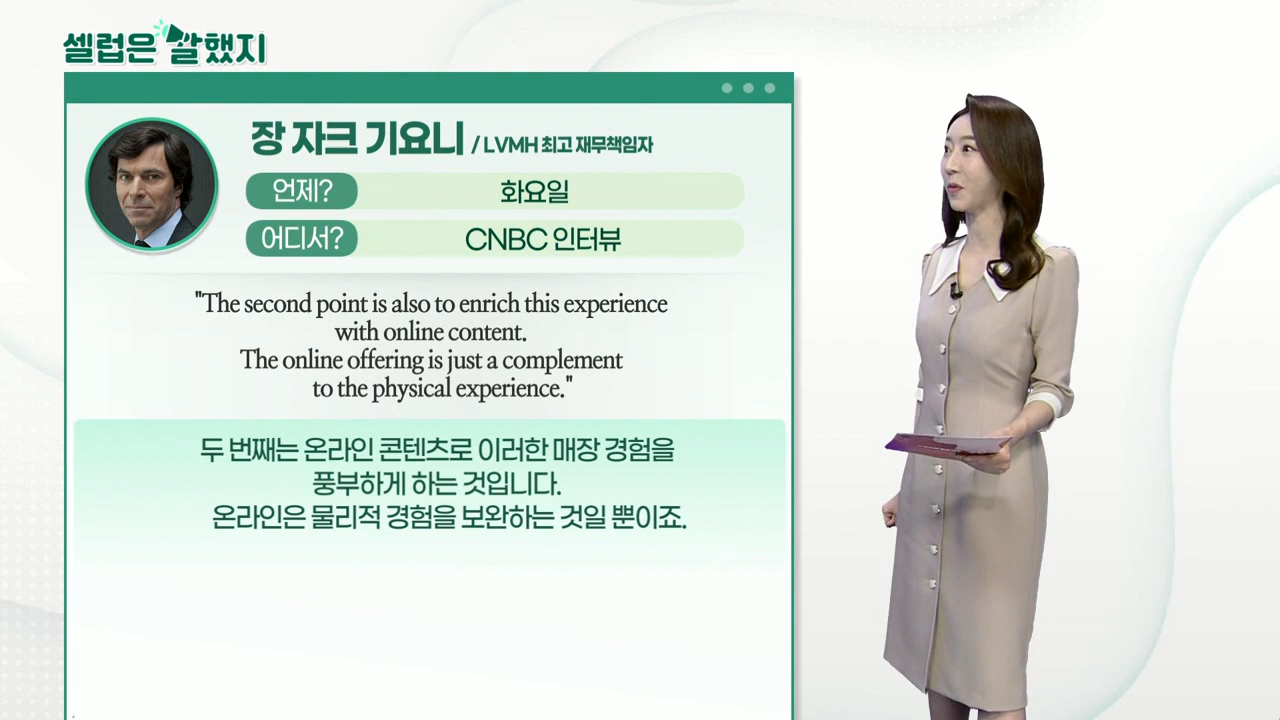 셀럽은 말했지
장 자크 기요니 / LVMH 최고 재무책임자
언제? 화요일
어디서? CNBC 인터뷰
"The second point is also to enrich this experience
with online content.
The online offering is just a complement
to the physical experience."
두 번째는 온라인 콘텐츠로 이러한 매장 경험을
풍부하게 하는 것입니다.
온라인은 물리적 경험을 보완하는 것일 뿐이죠.